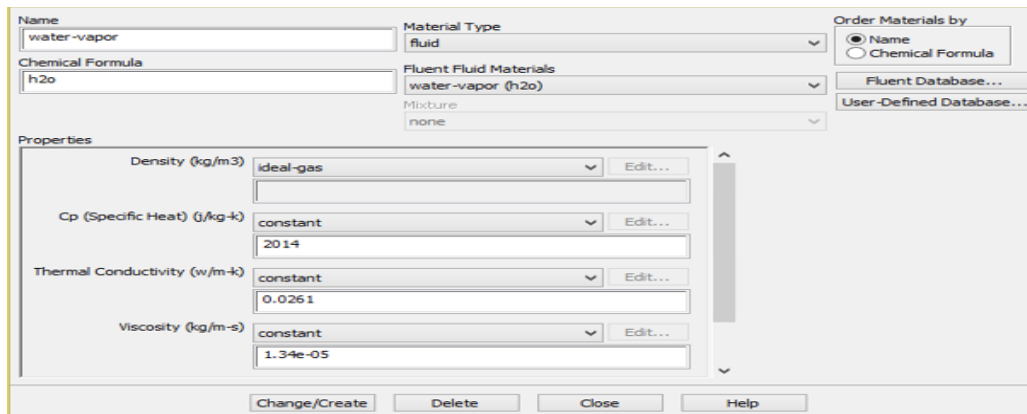 Name
water-vapor
Material Type
fluid
Order Materials by
Name
Chemical Formula
Chemical Formula
h2o
Fluent Fluid Materials
water-vapor (h2o)
Fluent Database...
Mixture
none
User-Defined Database...
Properties
Density (kg/m3) ideal-gas Edit...
Cp (Specific Heat) (j/kg-k) constant Edit...
2014
Thermal Conductivity (w/m-k) constant Edit...
0.0261
Viscosity (kg/m-s) constant Edit...
1.34e-05
Change/Create Delete Close Help